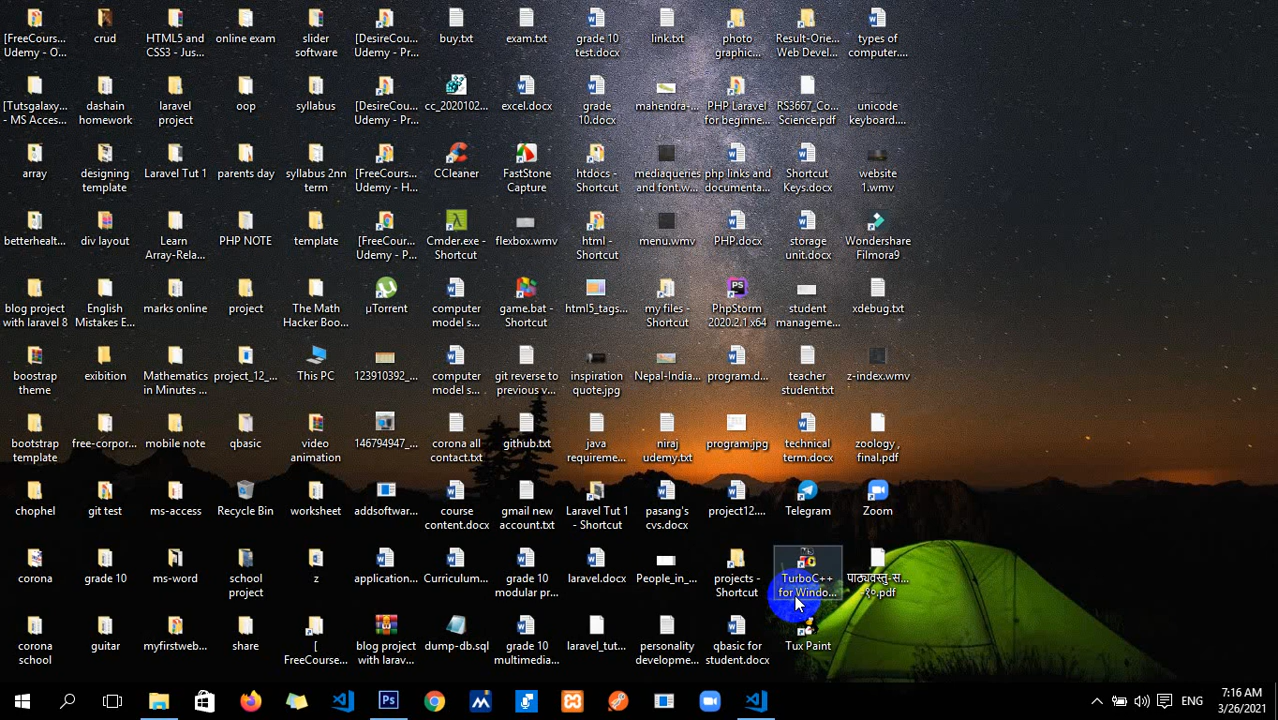 [FreeCours...
Udemy - O...
crud
HTML5 and
CSS3 - Jus...
online exam
slider
software
[DesireCou...
Udemy - Pr...
buy.txt
exam.txt
grade 10
test.docx
link.txt
photo
graphic...
Result-Orie...
Web Devel...
types of
computer....
[Tutsgalaxy...
- MS Acces...
dashain
homework
laravel
project
oop
syllabus
[DesireCou...
Udemy - Pr...
cc_2020102...
excel.docx
grade
10.docx
mahendra-...
PHP Laravel
for beginne...
RS3667_Co...
Science.pdf
unicode
keyboard....
array
designing
template
Laravel Tut 1
parents day
syllabus 2nn
term
[FreeCours...
Udemy - H...
CCleaner
FastStone
Capture
htdocs -
Shortcut
mediaqueries
and font.w...
php links and
documenta...
Shortcut
Keys.docx
website
1.wmv
betterhealt...
div layout
Learn
Array-Rela...
PHP NOTE
template
[FreeCour...
Udemy - P...
Cmder.exe -
Shortcut
flexbox.wmv
html -
Shortcut
menu.wmv
PHP.docx
storage
unit.docx
Wondershare
Filmora9
blog project
with laravel 8
English
Mistakes E...
marks online
project
The Math
Hacker Boo...
µTorrent
computer
model s...
game.bat -
Shortcut
html5_tags...
my files -
Shortcut
PhpStorm
2020.2.1 x64
student
manageme...
xdebug.txt
boostrap
theme
exibition
Mathematics
in Minutes ...
project_12_...
This PC
123910392_...
computer
model s...
git reverse to
previous v...
inspiration
quote.jpg
Nepal-India...
program.d...
teacher
student.txt
z-index.wmv
bootstrap
template
free-corpor...
mobile note
qbasic
video
animation
146794947_...
corona all
contact.txt
github.txt
java
requireme...
niraj
udemy.txt
program.jpg
technical
term.docx
zoology ,
final.pdf
chophel
git test
ms-access
Recycle Bin
worksheet
addsoftwar...
course
content.docx
gmail new
account.txt
Laravel Tut 1
- Shortcut
pasang's
cvs.docx
project12....
Telegram
Zoom
corona
grade 10
ms-word
school
project
z
application...
Curriculum...
grade 10
modular pr...
laravel.docx
People_in_...
projects -
Shortcut
TurboC++
for Windo...
पाठ्यवस्तु-स...
-१०.pdf
corona
school
guitar
myfirstweb...
share
[
FreeCourse...
blog project
with larav...
dump-db.sql
grade 10
multimedia...
laravel_tut...
personality
developme...
qbasic for
student.docx
Tux Paint
ENG
7:16 AM
3/26/2021